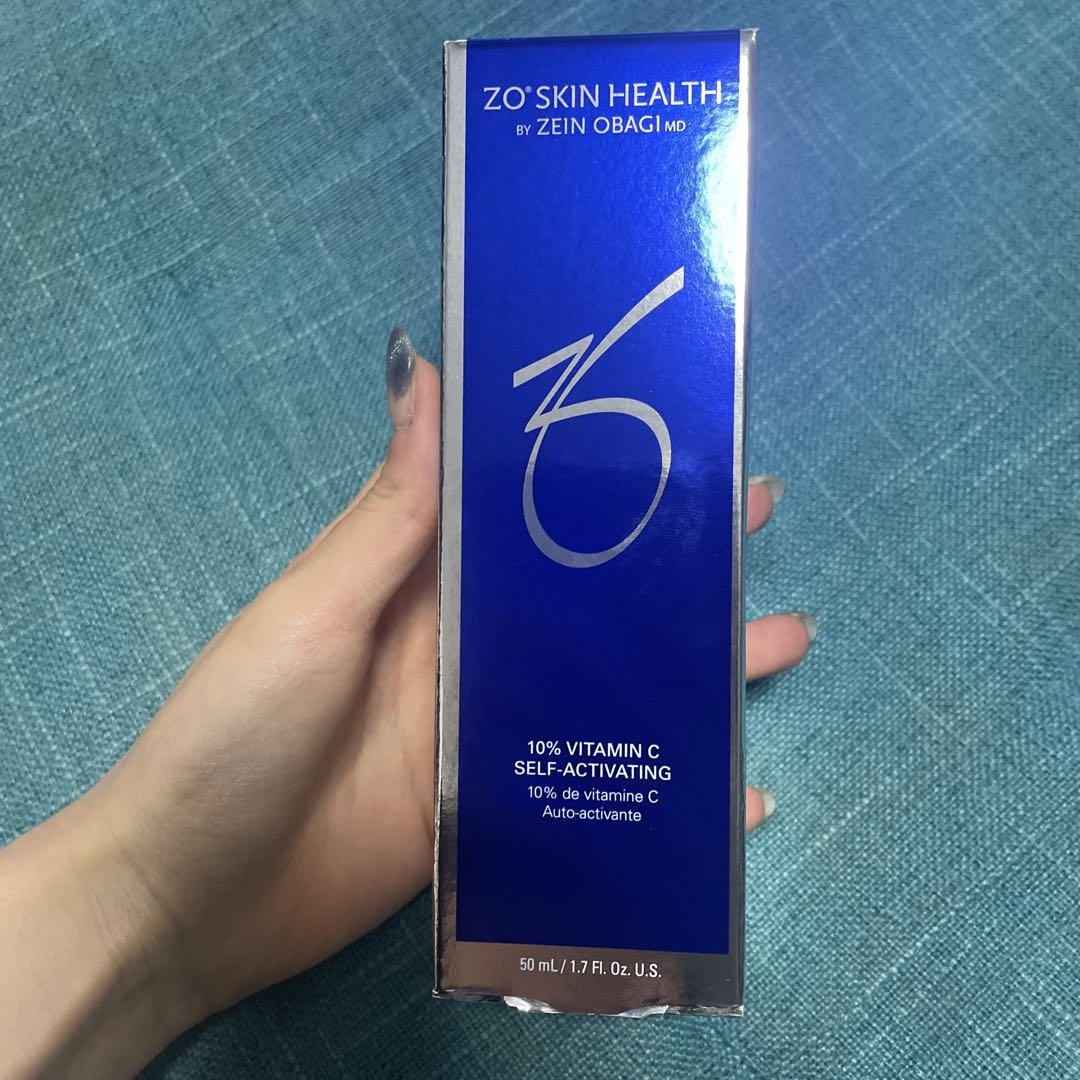 ZO® SKIN HEALTH
BY ZEIN OBAGI MD
ZO
10% VITAMIN C
SELF-ACTIVATING
10% de vitamine C
Auto-activante
50 mL / 1.7 Fl. Oz. U.S.